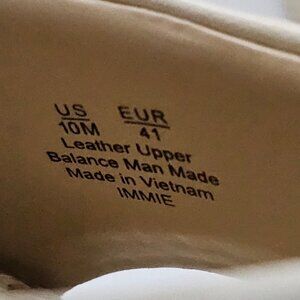 US EUR
10M 41
Leather Upper
Balance Man Made
Made in Vietnam
IMMIE